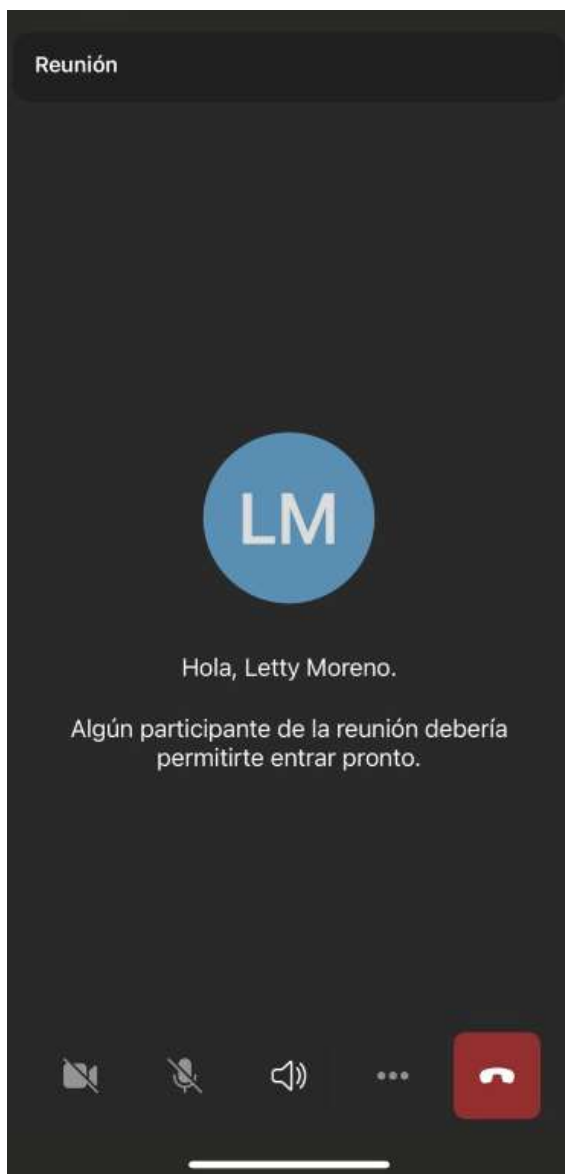 Reunión
LM
Hola, Letty Moreno.
Algún participante de la reunión debería
permitirte entrar pronto.